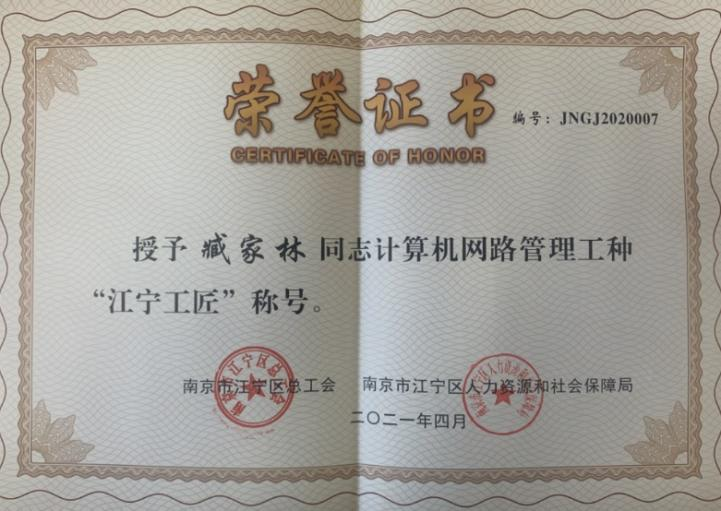 荣誉证书
编号：JNGJ2020007
CERTIFICATE OF HONOR
授予 臧家林 同志计算机网路管理工种
“江宁工匠”称号。
南京市江宁区总工会 南京市江宁区人力资源和社会保障局
二〇二一年四月